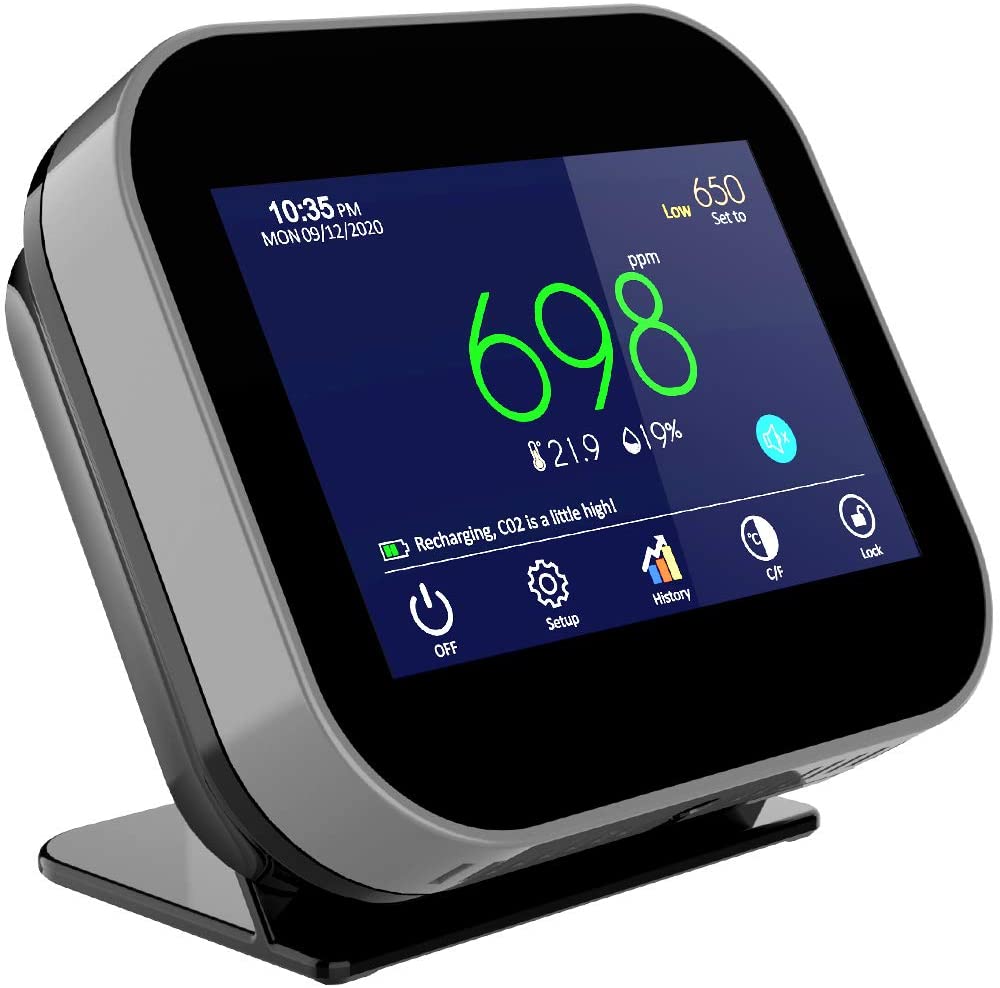 10:35 PM
MON 09/12/2020
Low 650
Set to
ppm
698
21.9 19%
Recharging, CO2 is a little high!
OFF
Setup
History
°C
C/F
Lock